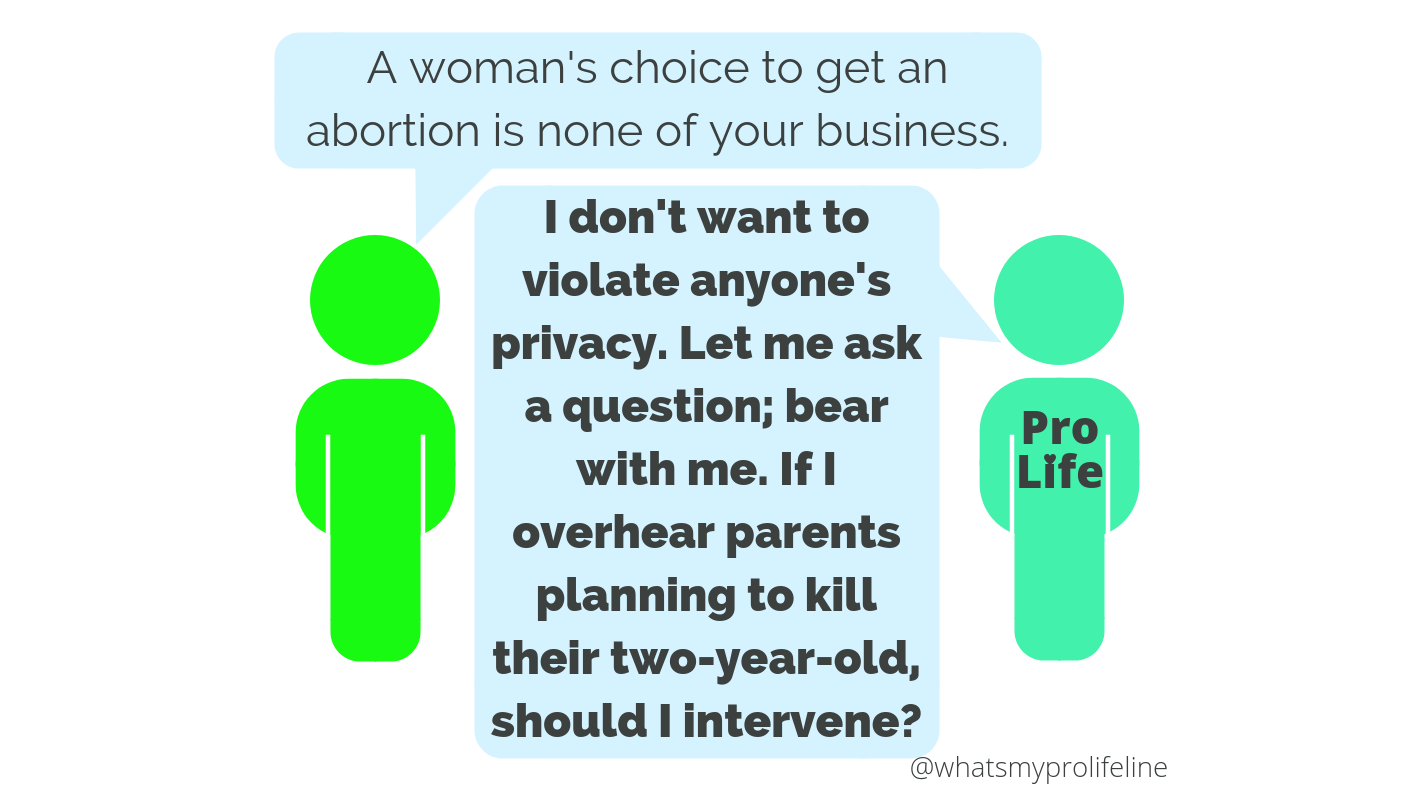 A woman's choice to get an
abortion is none of your business.
I don't want to
violate anyone's
privacy. Let me ask
a question; bear
with me. If I
overhear parents
planning to kill
their two-year-old,
should I intervene?
Pro
Life
@whatsmyprolifeline